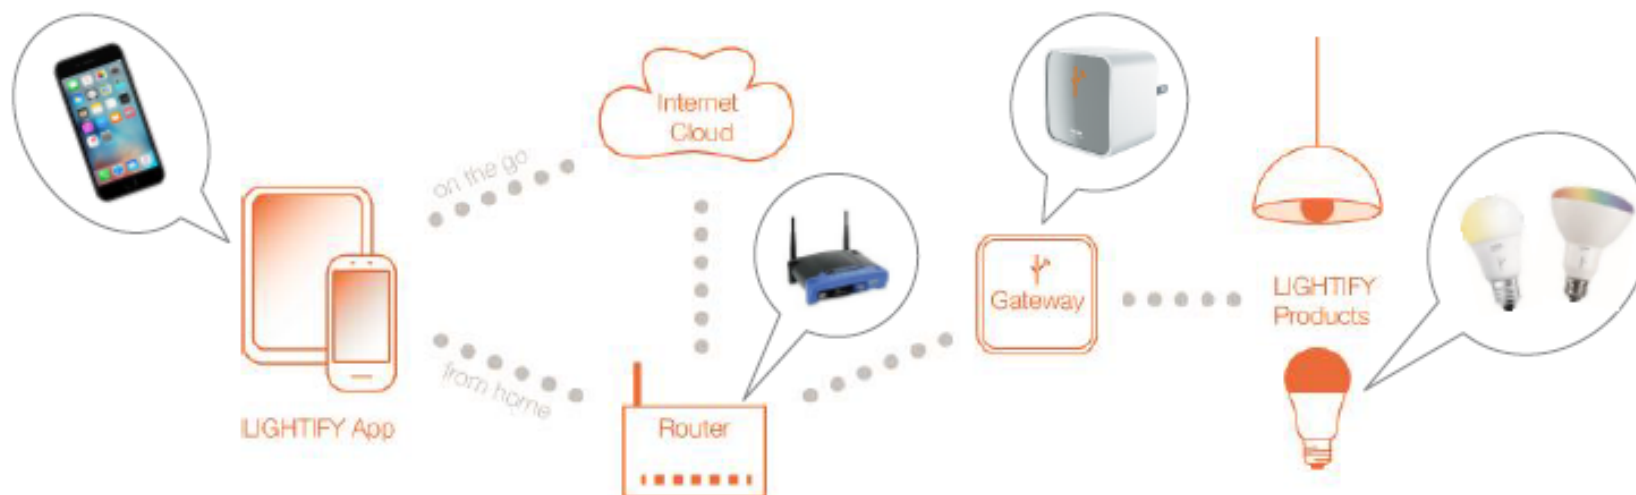 Internet
Cloud
on the go
Gateway
LIGHTIFY
Products
from home
LIGHTIFY App
Router